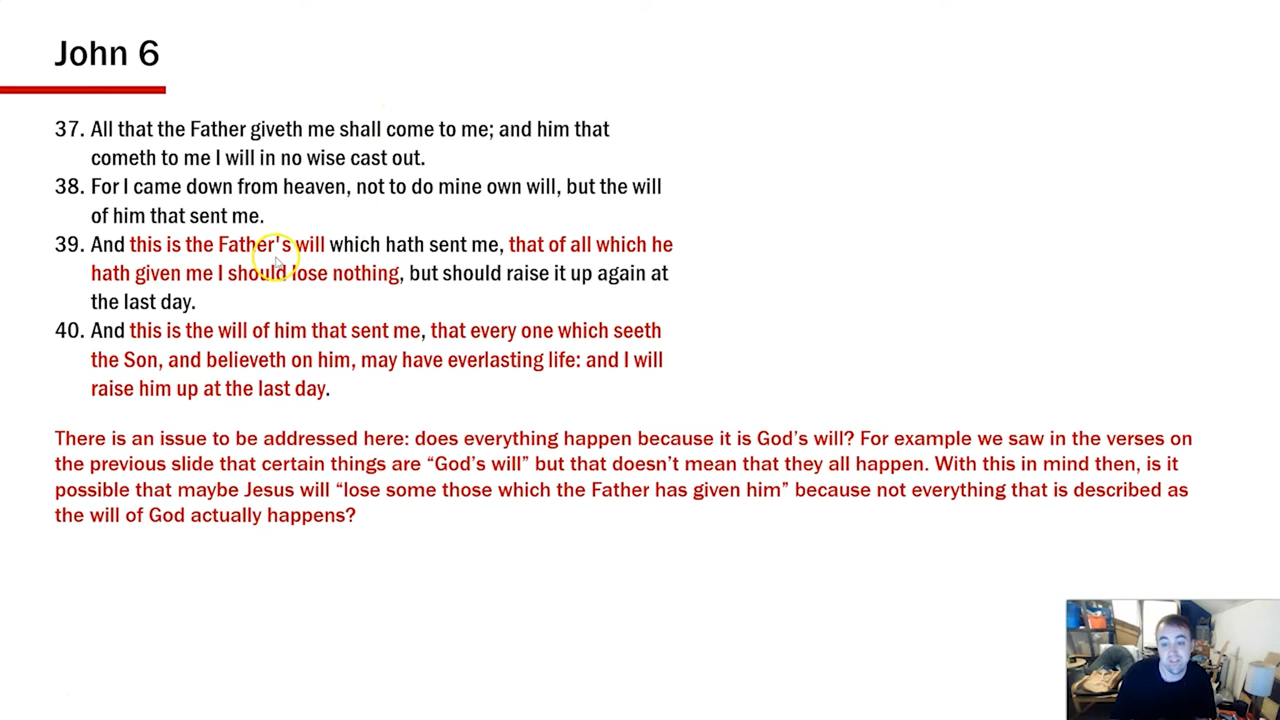 John 6
37. All that the Father giveth me shall come to me; and him that
cometh to me I will in no wise cast out.
38. For I came down from heaven, not to do mine own will, but the will
of him that sent me.
39. And this is the Father's will which hath sent me, that of all which he
hath given me I should lose nothing, but should raise it up again at
the last day.
40. And this is the will of him that sent me, that every one which seeth
the Son, and believeth on him, may have everlasting life: and I will
raise him up at the last day.
There is an issue to be addressed here: does everything happen because it is God’s will? For example we saw in the verses on
the previous slide that certain things are “God’s will” but that doesn’t mean that they all happen. With this in mind then, is it
possible that maybe Jesus will “lose some those which the Father has given him” because not everything that is described as
the will of God actually happens?